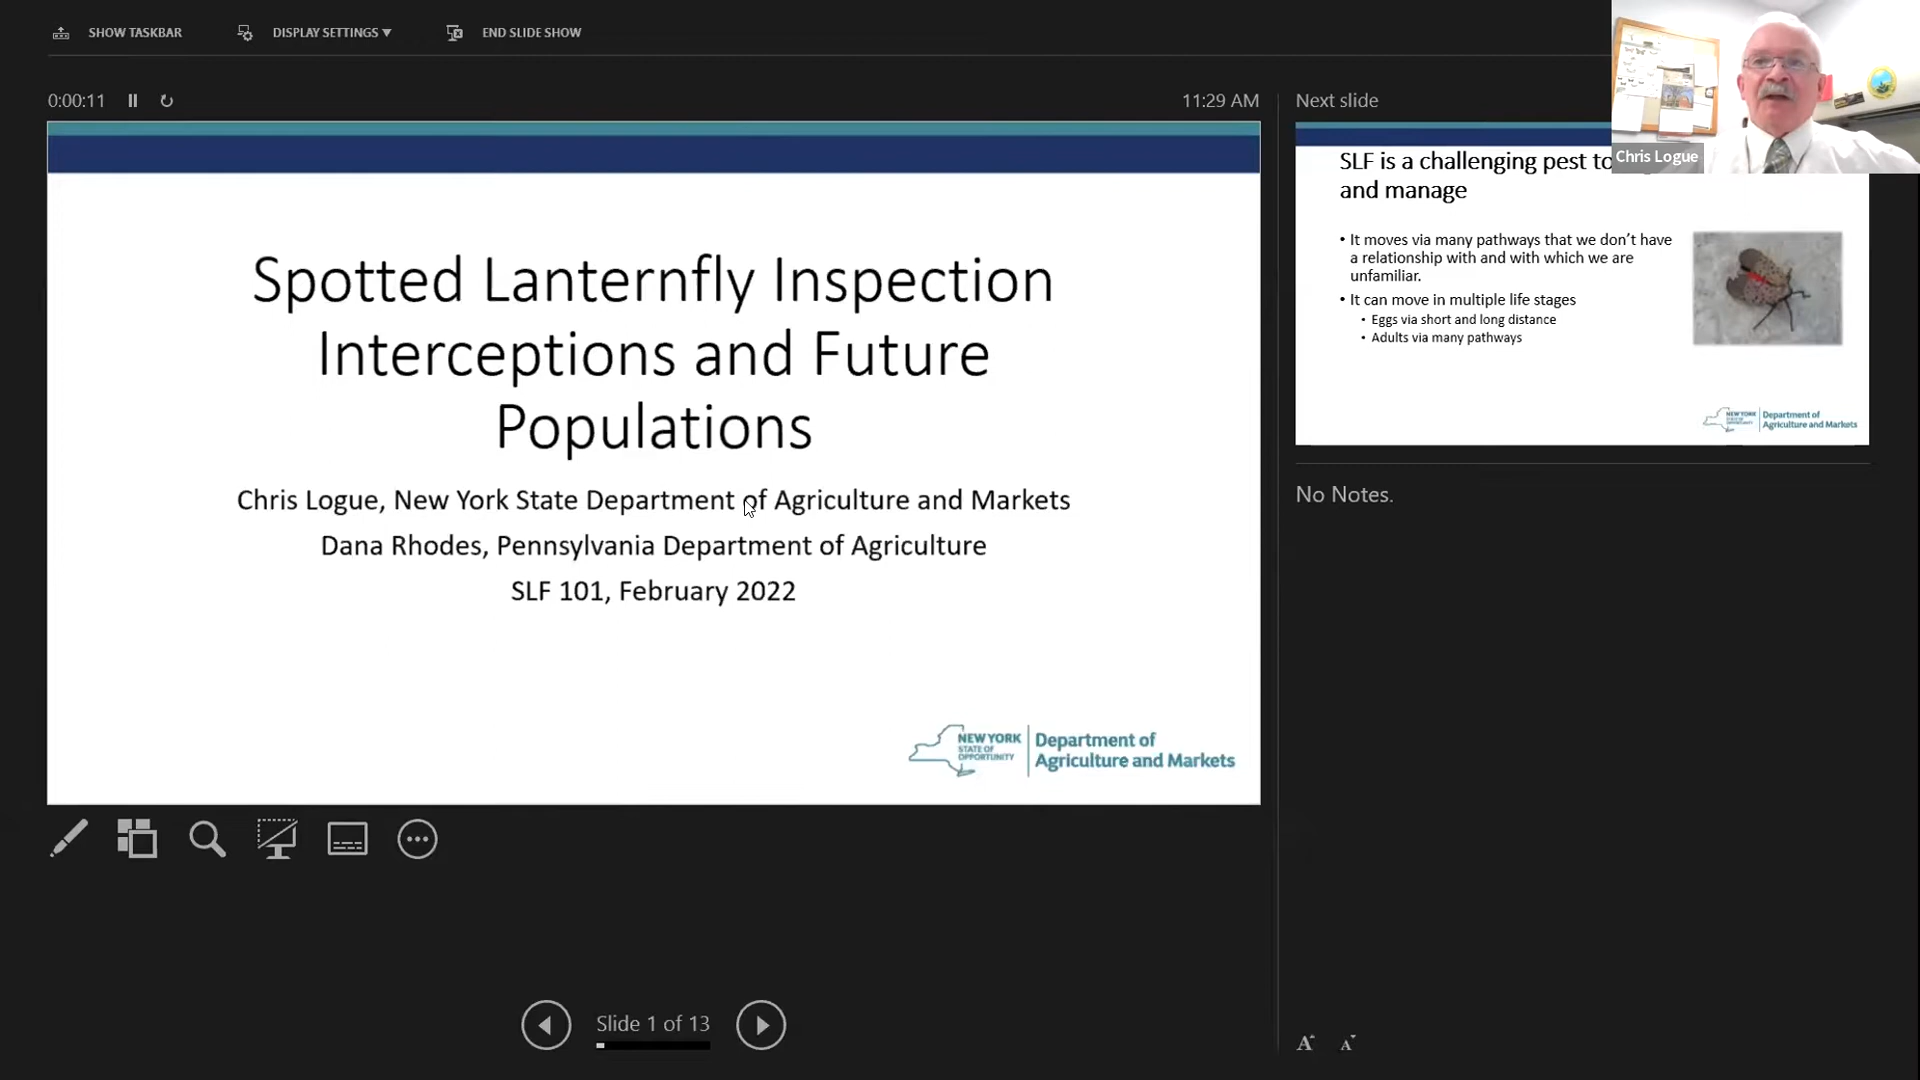 SHOW TASKBAR
DISPLAY SETTINGS ▼
END SLIDE SHOW
0:00:11
11:29 AM
Next slide
Chris Logue
Spotted Lanternfly Inspection
Interceptions and Future
Populations
Chris Logue, New York State Department of Agriculture and Markets
Dana Rhodes, Pennsylvania Department of Agriculture
SLF 101, February 2022
NEW YORK
STATE OF
OPPORTUNITY
Department of
Agriculture and Markets
SLF is a challenging pest to
and manage
• It moves via many pathways that we don't have
a relationship with and with which we are
unfamiliar.
• It can move in multiple life stages
• Eggs via short and long distance
• Adults via many pathways
NEW YORK
STATE OF
OPPORTUNITY
Department of
Agriculture and Markets
No Notes.
Slide 1 of 13
A A